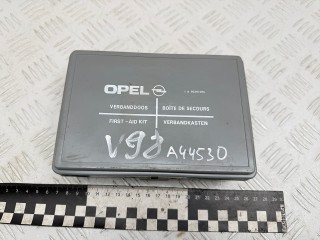 OPEL
VERBANDDOOS BOÎTE DE SECOURS
FIRST-AID KIT VERBANDKASTEN
V98 A44530